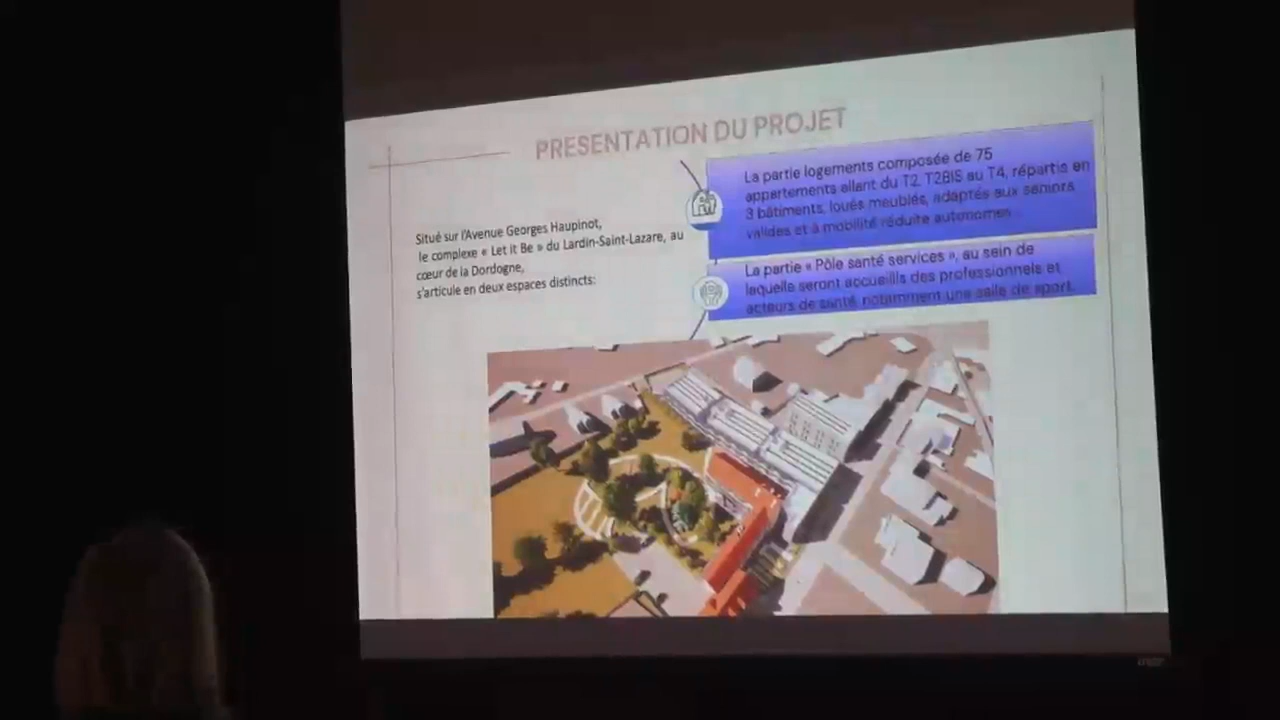 PRESENTATION DU PROJET
Situé sur l'Avenue Georges Haupinot,
le complexe « Let it Be » du Lardin-Saint-Lazare, au
cœur de la Dordogne,
s'articule en deux espaces distincts:
La partie logements composée de 75
appartements allant du T2, T2BIS au T4, répartis en
3 bâtiments, loués meublés, adaptés aux seniors
valides et à mobilité réduite autonomes
La partie « Pôle santé services », au sein de
laquelle seront accueillis des professionnels et
acteurs de santé, notamment une salle de sport.